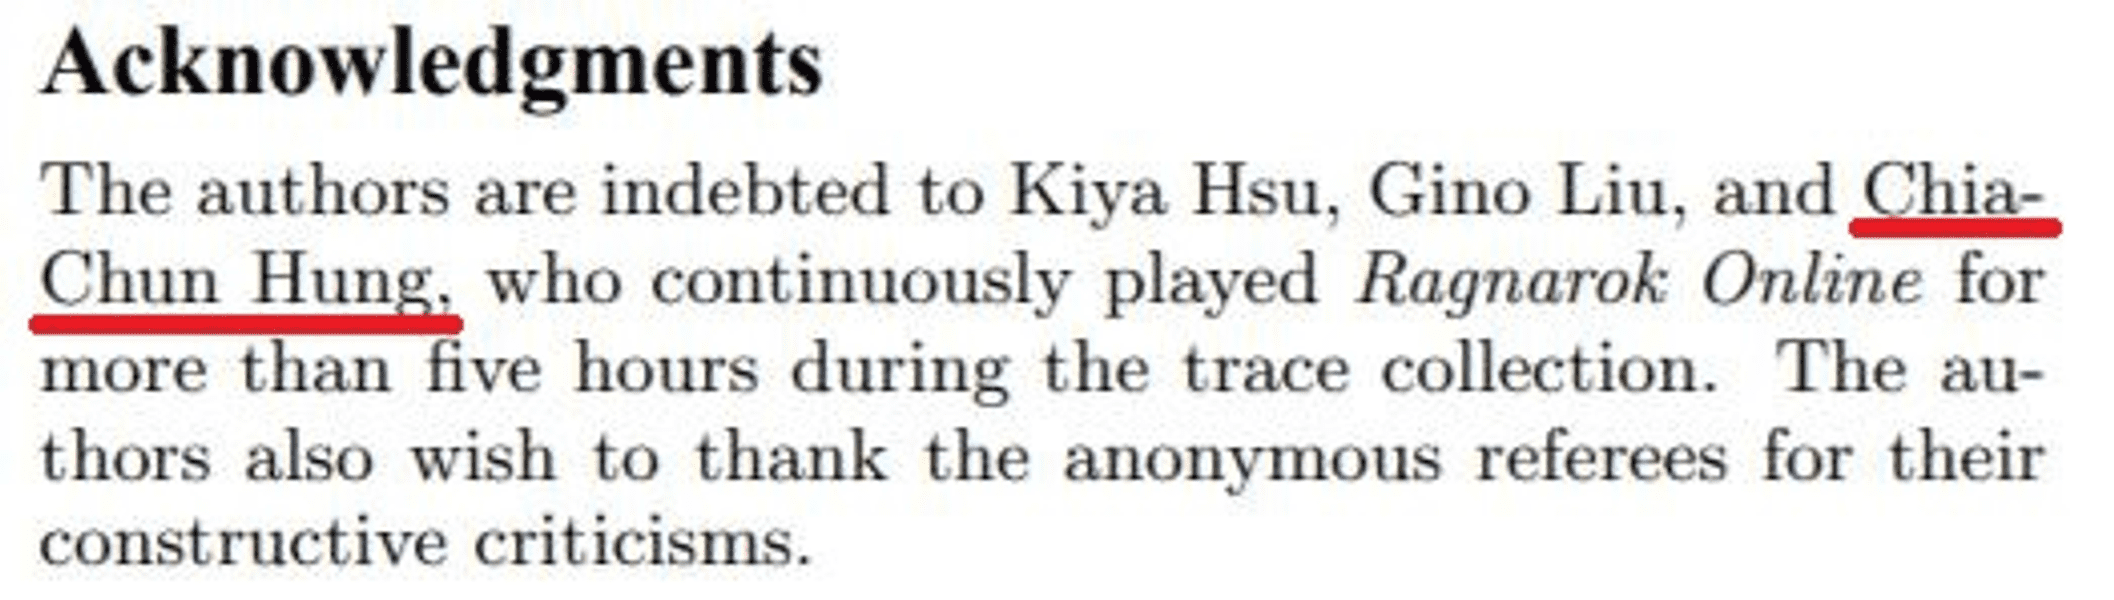 Acknowledgments
The authors are indebted to Kiya Hsu, Gino Liu, and Chia-
Chun Hung, who continuously played Ragnarok Online for
more than five hours during the trace collection. The au-
thors also wish to thank the anonymous referees for their
constructive criticisms.